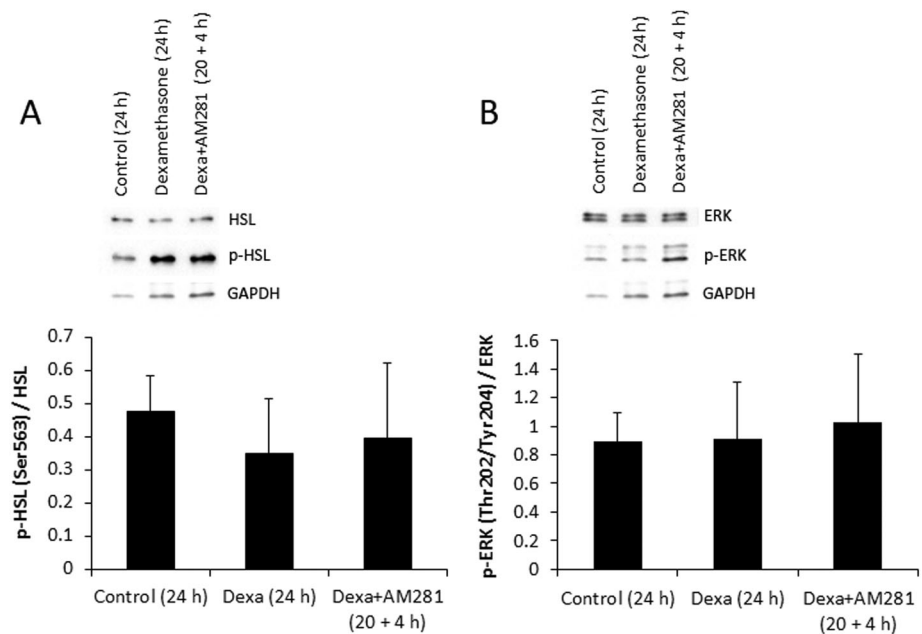 A
Control (24 h)
Dexamethasone (24 h)
Dexa+AM281 (20 + 4 h)
HSL
p-HSL
GAPDH
p-HSL (Ser563) / HSL
0.7
0.6
0.5
0.4
0.3
0.2
0.1
0
Control (24 h)
Dexa (24 h)
Dexa+AM281
(20 + 4 h)
B
Control (24 h)
Dexamethasone (24 h)
Dexa+AM281 (20 + 4 h)
ERK
p-ERK
GAPDH
p-ERK (Thr202/Tyr204) / ERK
1.6
1.4
1.2
1
0.8
0.6
0.4
0.2
0
Control (24 h)
Dexa (24 h)
Dexa+AM281
(20 + 4 h)